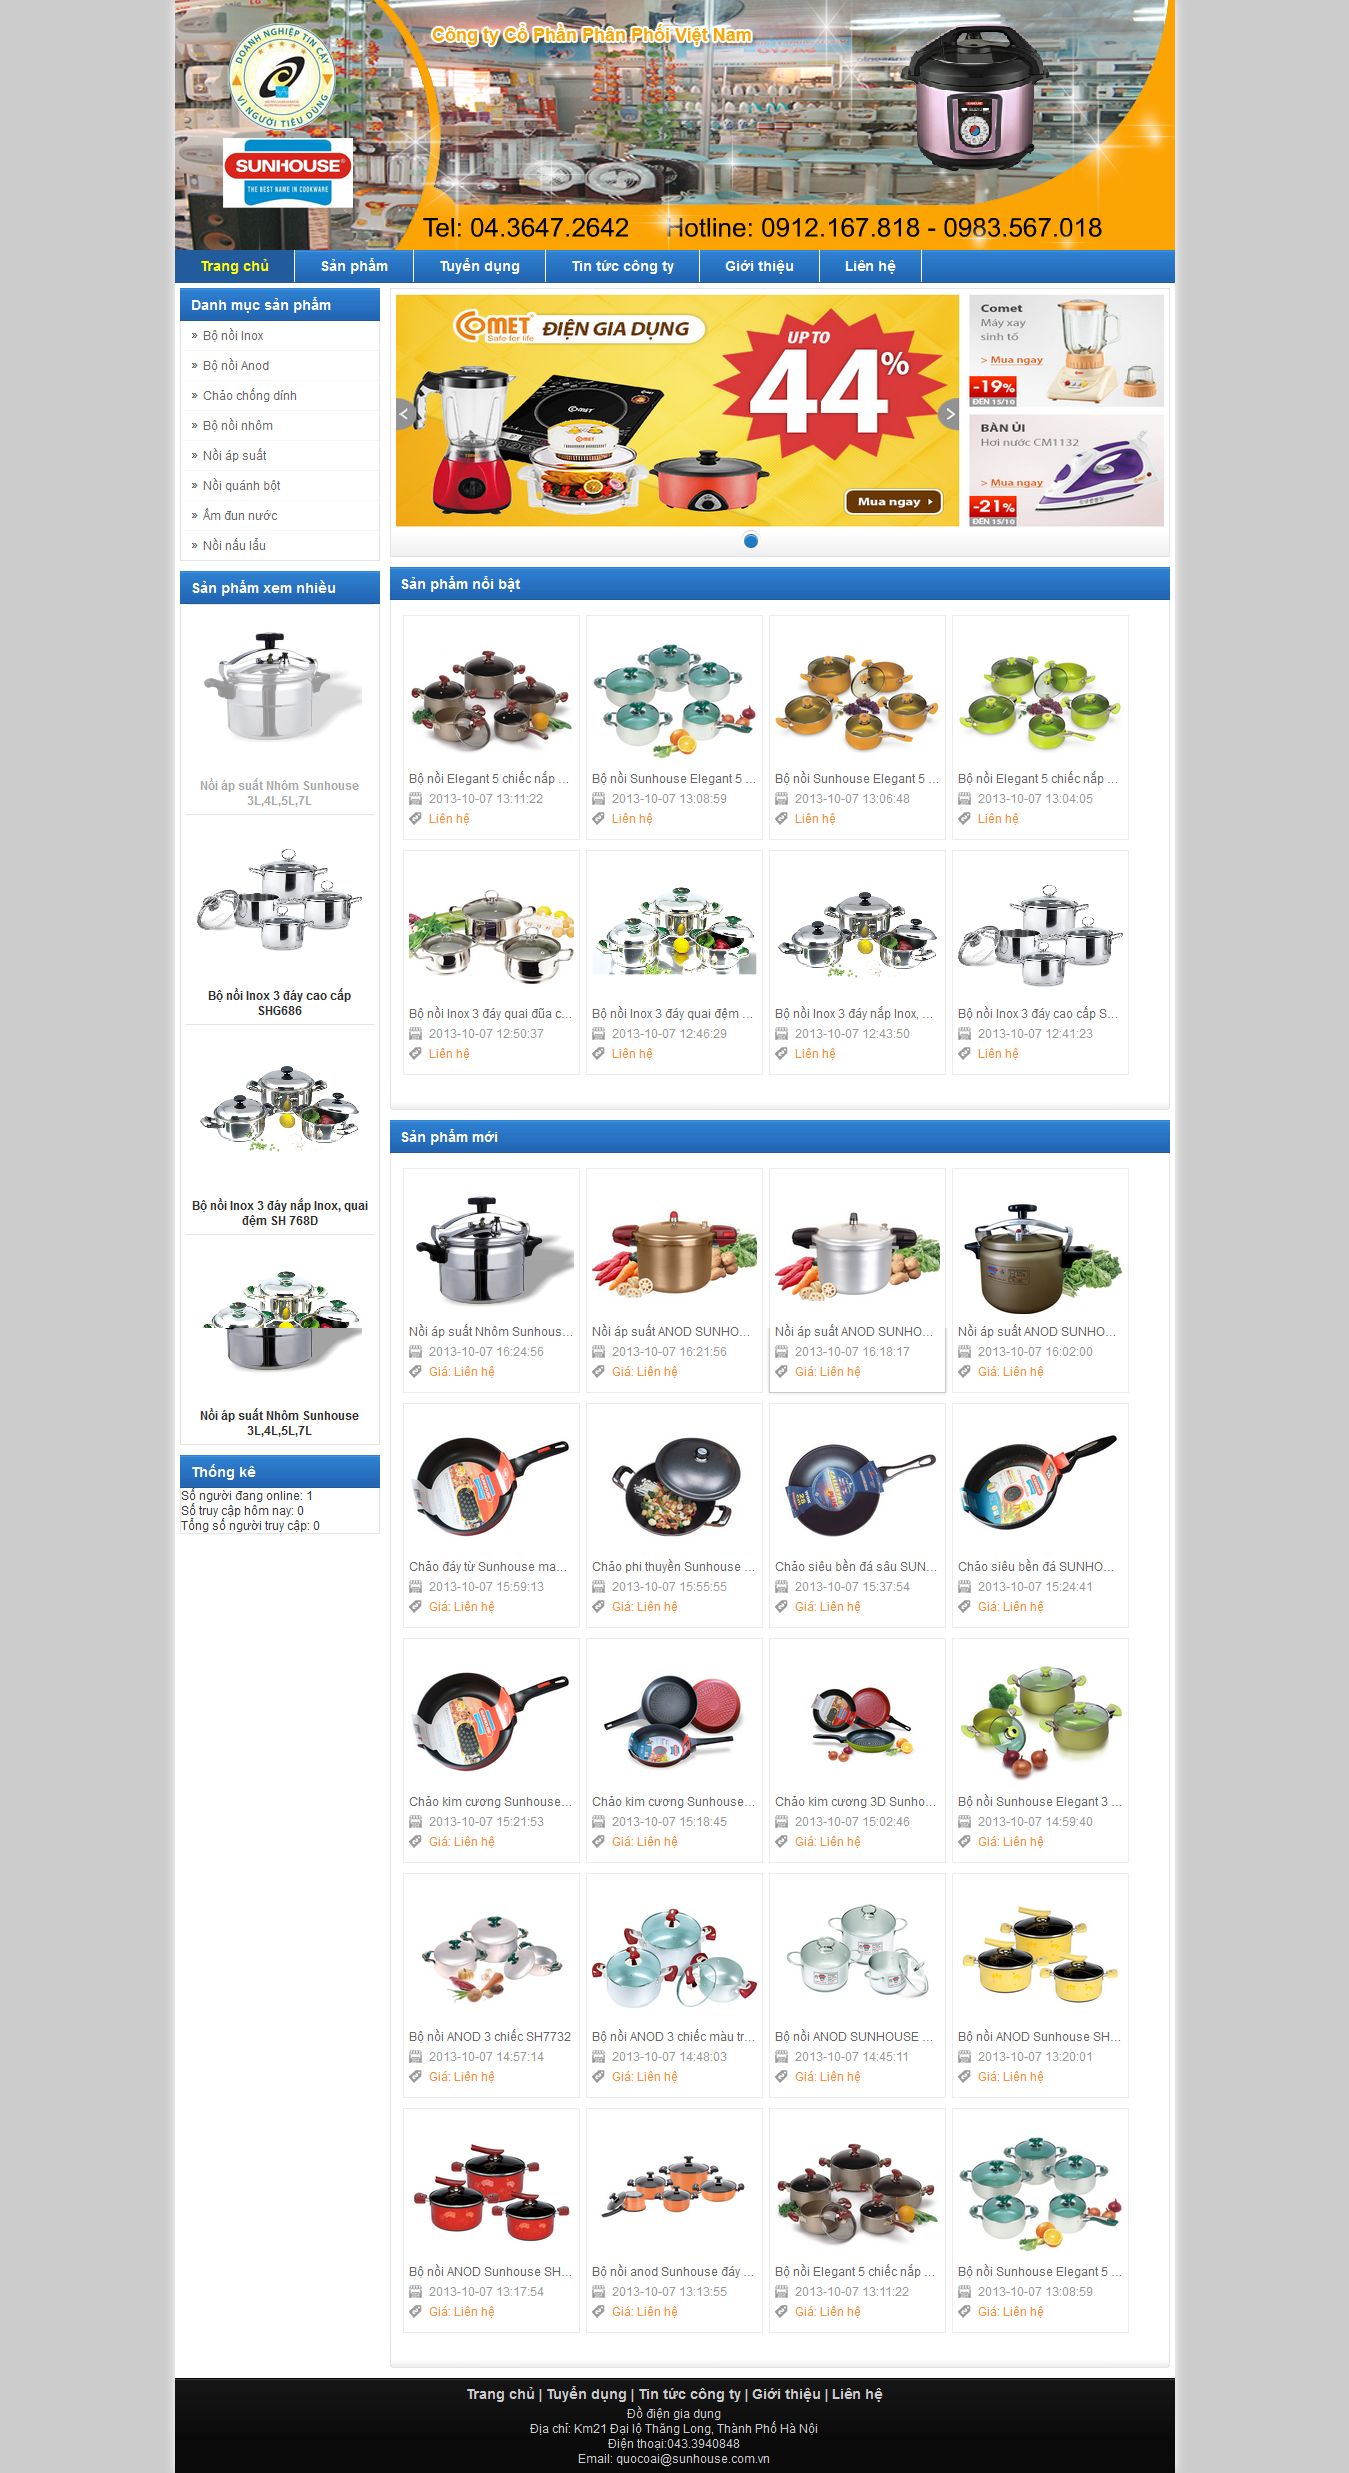 DOANH NGHIỆP TIN CẬY
VÌ NGƯỜI TIÊU DÙNG
Công ty Cổ Phần Phân Phối Việt Nam
SUNHOUSE®
THE BEST NAME IN COOKWARE
Tel: 04.3647.2642 Hotline: 0912.167.818 - 0983.567.018
Trang chủ Sản phẩm Tuyển dụng Tin tức công ty Giới thiệu Liên hệ
Danh mục sản phẩm
» Bộ nồi Inox
» Bộ nồi Anod
» Chảo chống dính
» Bộ nồi nhôm
» Nồi áp suất
» Nồi quánh bột
» Ấm đun nước
» Nồi nấu lẩu
COMET
Safe for life
ĐIỆN GIA DỤNG
UP TO
44%
Mua ngay
Comet
Máy xay
sinh tố
> Mua ngay
-19%
ĐẾN 15/10
BÀN ỦI
Hơi nước CM1132
> Mua ngay
-21%
ĐẾN 15/10
Sản phẩm xem nhiều
Nồi áp suất Nhôm Sunhouse
3L,4L,5L,7L
Bộ nồi Inox 3 đáy cao cấp
SHG686
Bộ nồi Inox 3 đáy nắp Inox, quai
đệm SH 768D
Nồi áp suất Nhôm Sunhouse
3L,4L,5L,7L
Thống kê
Số người đang online: 1
Số truy cập hôm nay: 0
Tổng số người truy cập: 0
Sản phẩm nổi bật
Bộ nồi Elegant 5 chiếc nắp ... Bộ nồi Sunhouse Elegant 5 ... Bộ nồi Sunhouse Elegant 5 ... Bộ nồi Elegant 5 chiếc nắp ...
2013-10-07 13:11:22 2013-10-07 13:08:59 2013-10-07 13:06:48 2013-10-07 13:04:05
Liên hệ Liên hệ Liên hệ Liên hệ
Bộ nồi Inox 3 đáy quai đũa c... Bộ nồi Inox 3 đáy quai đệm ... Bộ nồi Inox 3 đáy nắp Inox, ... Bộ nồi Inox 3 đáy cao cấp S...
2013-10-07 12:50:37 2013-10-07 12:46:29 2013-10-07 12:43:50 2013-10-07 12:41:23
Liên hệ Liên hệ Liên hệ Liên hệ
Sản phẩm mới
Nồi áp suất Nhôm Sunhous... Nồi áp suất ANOD SUNHO... Nồi áp suất ANOD SUNHO... Nồi áp suất ANOD SUNHO...
2013-10-07 16:24:56 2013-10-07 16:21:56 2013-10-07 16:18:17 2013-10-07 16:02:00
Giá: Liên hệ Giá: Liên hệ Giá: Liên hệ Giá: Liên hệ
Chảo đáy từ Sunhouse ma... Chảo phi thuyền Sunhouse ... Chảo siêu bền đá sâu SUN... Chảo siêu bền đá SUNHO...
2013-10-07 15:59:13 2013-10-07 15:55:55 2013-10-07 15:37:54 2013-10-07 15:24:41
Giá: Liên hệ Giá: Liên hệ Giá: Liên hệ Giá: Liên hệ
Chảo kim cương Sunhouse... Chảo kim cương Sunhouse... Chảo kim cương 3D Sunho... Bộ nồi Sunhouse Elegant 3 ...
2013-10-07 15:21:53 2013-10-07 15:18:45 2013-10-07 15:02:46 2013-10-07 14:59:40
Giá: Liên hệ Giá: Liên hệ Giá: Liên hệ Giá: Liên hệ
Bộ nồi ANOD 3 chiếc SH7732 Bộ nồi ANOD 3 chiếc màu tr... Bộ nồi ANOD SUNHOUSE ... Bộ nồi ANOD Sunhouse SH...
2013-10-07 14:57:14 2013-10-07 14:48:03 2013-10-07 14:45:11 2013-10-07 13:20:01
Giá: Liên hệ Giá: Liên hệ Giá: Liên hệ Giá: Liên hệ
Bộ nồi ANOD Sunhouse SH... Bộ nồi anod Sunhouse đáy ... Bộ nồi Elegant 5 chiếc nắp ... Bộ nồi Sunhouse Elegant 5 ...
2013-10-07 13:17:54 2013-10-07 13:13:55 2013-10-07 13:11:22 2013-10-07 13:08:59
Giá: Liên hệ Giá: Liên hệ Giá: Liên hệ Giá: Liên hệ
Trang chủ | Tuyển dụng | Tin tức công ty | Giới thiệu | Liên hệ
Đồ điện gia dụng
Địa chỉ: Km21 Đại lộ Thăng Long, Thành Phố Hà Nội
Điện thoại:043.3940848
Email: quocoai@sunhouse.com.vn